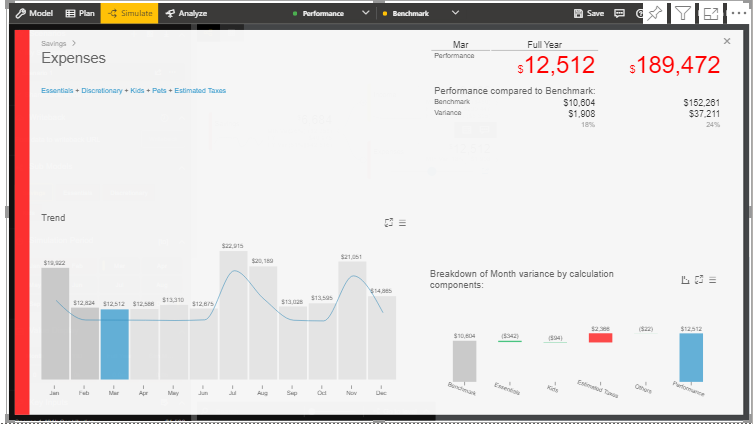 Model Plan Simulate Analyze Performance Benchmark Save
Savings >
Expenses
Essentials + Discretionary + Kids + Pets + Estimated Taxes
Mar Full Year
Performance
$12,512 $189,472
Performance compared to Benchmark:
Benchmark $10,604 $152,261
Variance $1,908 $37,211
18% 24%
Trend
$19,922 $12,824 $12,512 $12,566 $13,310 $12,675 $22,915 $20,169 $13,028 $13,595 $21,051 $14,865
Jan Feb Mar Apr May Jun Jul Aug Sep Oct Nov Dec
Breakdown of Month variance by calculation
components:
$10,604 ($342) ($94) $2,366 ($22) $12,512
Benchmark Essentials Kids Estimated Taxes Others Performance